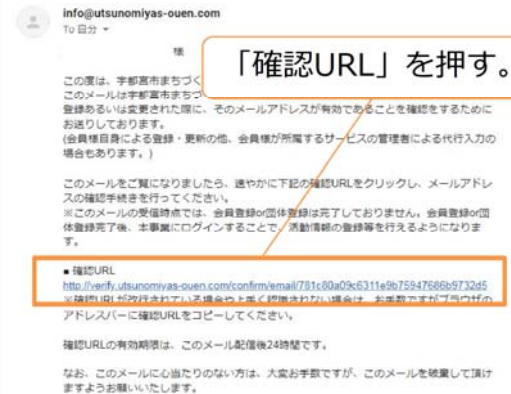 info@utsunomiyas-ouen.com
To 自分
様
「確認URL」を押す。
この度は、宇都宮市まちづく
このメールは宇都宮市まちづ
登録あるいは変更された際に、そのメールアドレスが有効であることを確認をするために
お送りしております。
(会員様自身による登録・更新の他、会員様が所属するサービスの管理者による代行入力の
場合もあります。)
このメールをご覧になりましたら、速やかに下記の確認URLをクリックし、メールアドレ
スの確認手続きを行ってください。
※このメールの受信時点では、会員登録or団体登録は完了しておりません。会員登録or団
体登録完了後、本事業にログインすることで、活動情報の登録等を行えるようになりま
す。
■ 確認URL
http://verify.utsunomiyas-ouen.com/confirm/email/781c80a09c6311e9b75947686b9732d5
※確認URLが改行されている場合や上手く認識されない場合は、お手数ですがブラウザの
アドレスバーに確認URLをコピーしてください。
確認URLの有効期限は、このメール配信後24時間です。
なお、このメールに心当たりのない方は、大変お手数ですが、このメールを破棄して頂け
ますようお願いいたします。